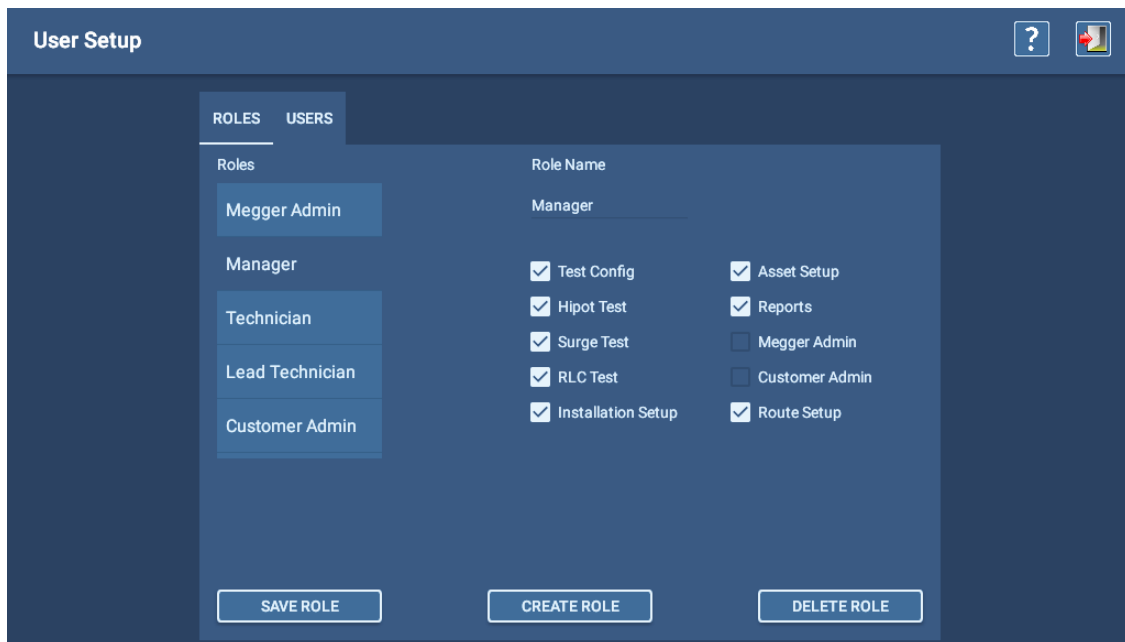 User Setup
?
ROLES USERS
Roles
Megger Admin
Manager
Technician
Lead Technician
Customer Admin
Role Name
Manager
Test Config
Hipot Test
Surge Test
RLC Test
Installation Setup
Asset Setup
Reports
Megger Admin
Customer Admin
Route Setup
SAVE ROLE
CREATE ROLE
DELETE ROLE